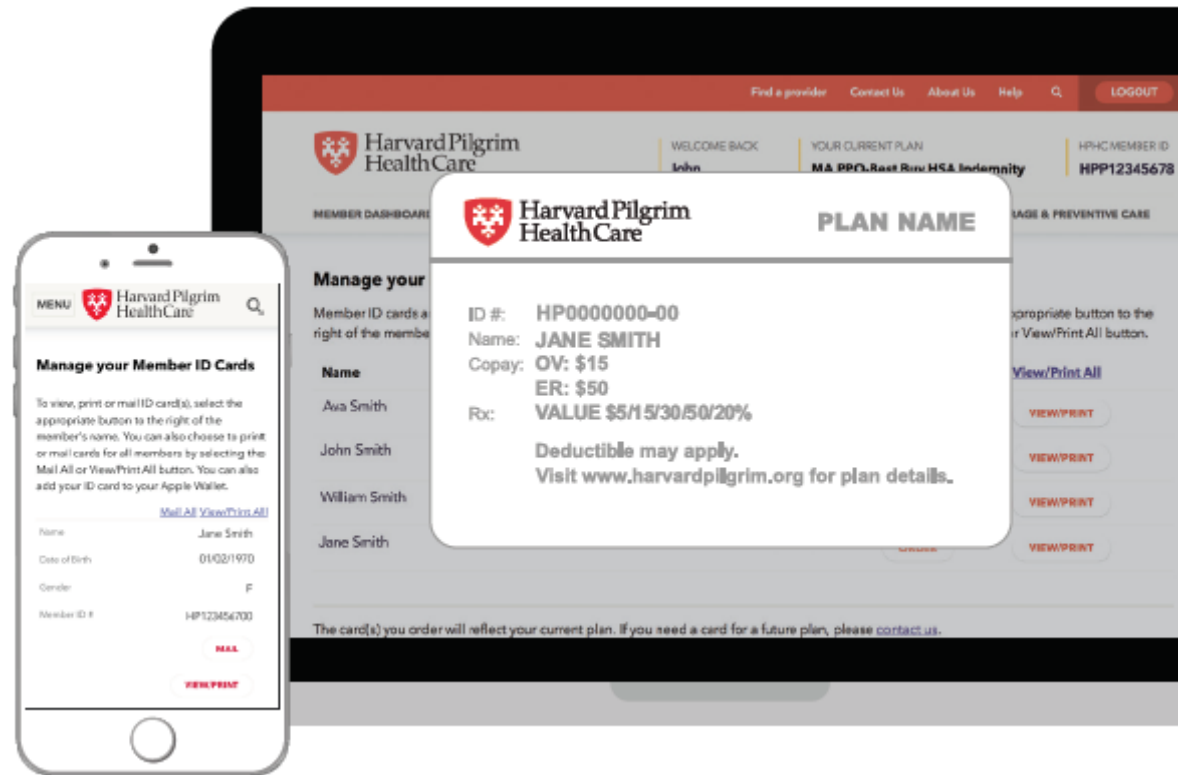 Find a provider Contact Us About Us Help LOGOUT
Harvard Pilgrim
HealthCare
WELCOME BACK
John
YOUR CURRENT PLAN
MA PPO-Best Buy HSA Indemnity
HPHC MEMBER ID
HPP12345678
MEMBER DASHBOARD
& PREVENTIVE CARE
Manage your
Member ID cards
right of the
appropriate button to the
or View/Print All button.
Name
View/Print All
Ava Smith
VIEW/PRINT
John Smith
VIEW/PRINT
William Smith
VIEW/PRINT
Jane Smith
ORDER
VIEW/PRINT
The card(s) you order will reflect your current plan. If you need a card for a future plan, please contact us.
Harvard Pilgrim
HealthCare
PLAN NAME
ID #: HP0000000-00
Name: JANE SMITH
Copay: OV: $15
ER: $50
Rx: VALUE $5/15/30/50/20%
Deductible may apply.
Visit www.harvardpilgrim.org for plan details.
MENU
Harvard Pilgrim
HealthCare
Manage your Member ID Cards
To view, print or mail ID card(s), select the
appropriate button to the right of the
member's name. You can also choose to print
or mail cards for all members by selecting the
Mail All or View/Print All button. You can also
add your ID card to your Apple Wallet.
Mail All View/Print All
Name Jane Smith
Date of Birth 01/02/1970
Gender F
Member ID # HP123456700
MAIL
VIEW/PRINT